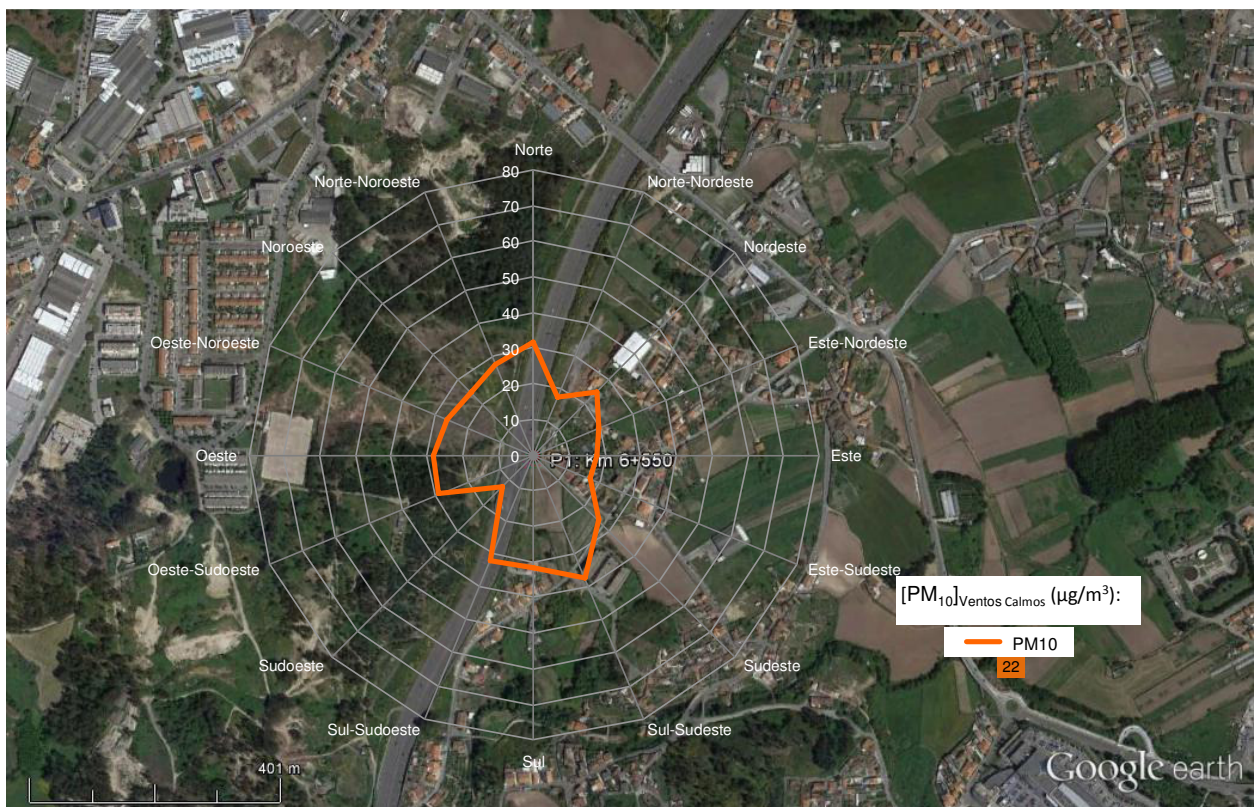 Norte
80
Norte-Noroeste
Norte-Nordeste
70
60
Noroeste
Nordeste
50
40
Oeste-Noroeste
Este-Nordeste
30
20
10
Oeste
0
P1: Km 6+550
Este
Oeste-Sudoeste
Este-Sudeste
[PM10]Ventos Calmos (µg/m³):
PM10
22
Sudoeste
Sudeste
Sul-Sudoeste
Sul-Sudeste
Sul
401 m
Google earth